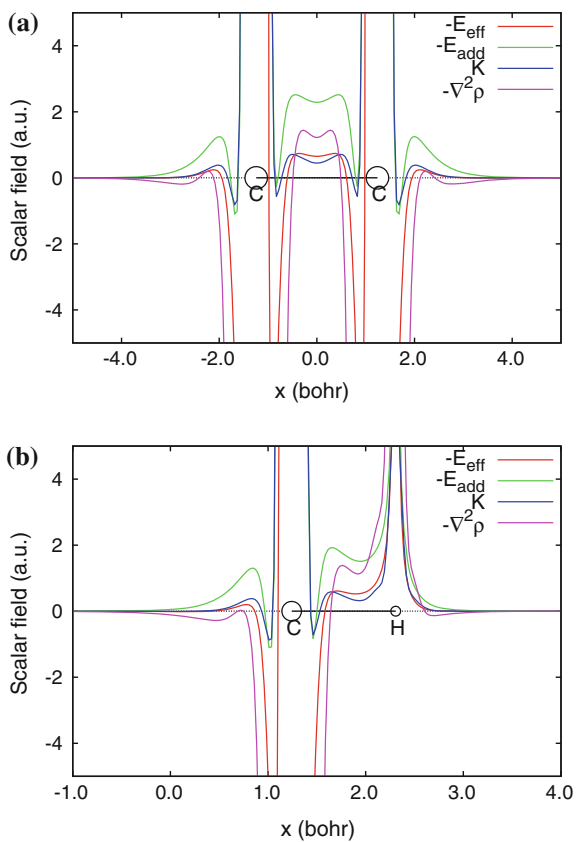 (a)
-E_eff
-E_add
K
-∇²ρ
4
2
0
-2
-4
Scalar field (a.u.)
C
C
-4.0 -2.0 0.0 2.0 4.0
x (bohr)
(b)
-E_eff
-E_add
K
-∇²ρ
4
2
0
-2
-4
Scalar field (a.u.)
C
H
-1.0 0.0 1.0 2.0 3.0 4.0
x (bohr)